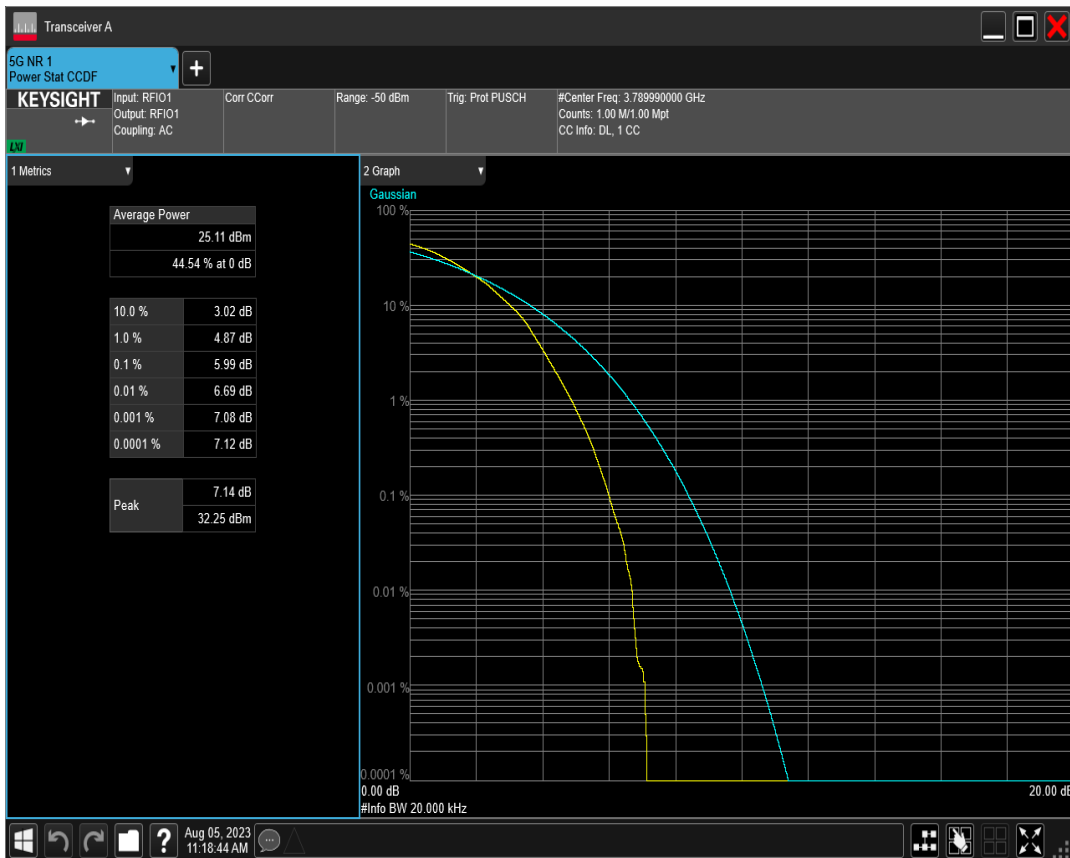 Transceiver A
5G NR 1
Power Stat CCDF
+
KEYSIGHT
LXI
Input: RFIO1
Output: RFIO1
Coupling: AC
Corr CCorr
Range: -50 dBm
Trig: Prot PUSCH
#Center Freq: 3.789990000 GHz
Counts: 1.00 M/1.00 Mpt
CC Info: DL, 1 CC
1 Metrics
Average Power
25.11 dBm
44.54 % at 0 dB
10.0 % 3.02 dB
1.0 % 4.87 dB
0.1 % 5.99 dB
0.01 % 6.69 dB
0.001 % 7.08 dB
0.0001 % 7.12 dB
Peak
7.14 dB
32.25 dBm
2 Graph
Gaussian
100 %
10 %
1 %
0.1 %
0.01 %
0.001 %
0.0001 %
0.00 dB 20.00 dB
#Info BW 20.000 kHz
?
Aug 05, 2023
11:18:44 AM